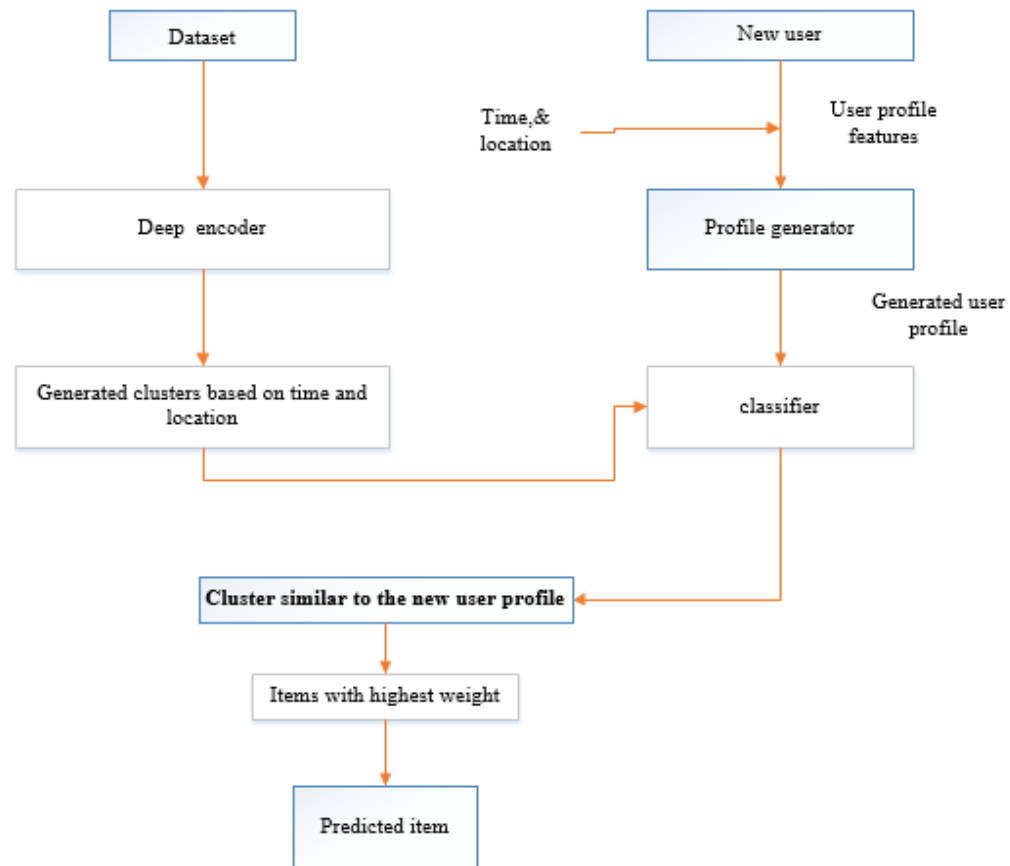 Dataset
New user
Time,&
location
User profile
features
Deep encoder
Profile generator
Generated user
profile
Generated clusters based on time and
location
classifier
Cluster similar to the new user profile
Items with highest weight
Predicted item